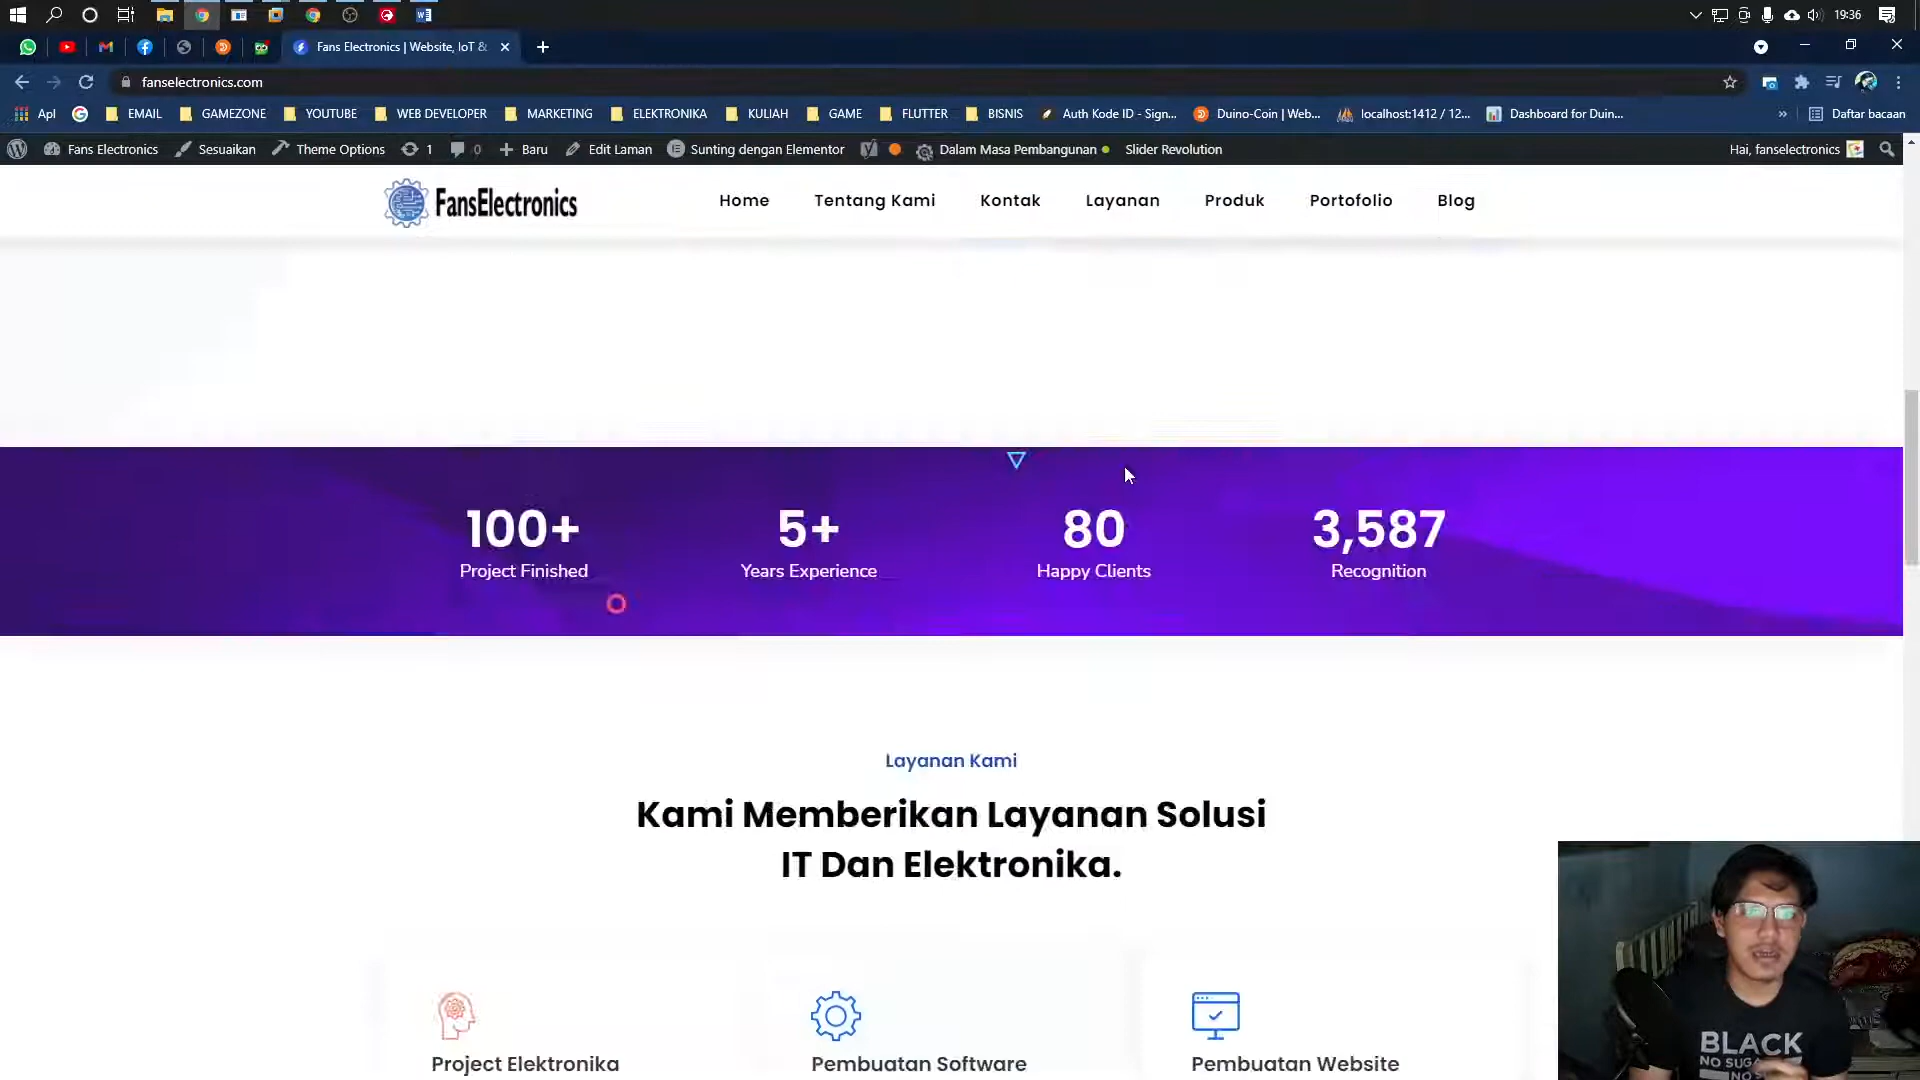 19:36
Fans Electronics | Website, IoT &
fanselectronics.com
Apl EMAIL GAMEZONE YOUTUBE WEB DEVELOPER MARKETING ELEKTRONIKA KULIAH GAME FLUTTER BISNIS Auth Kode ID - Sign... Duino-Coin | Web... localhost:1412 / 12... Dashboard for Duin... » Daftar bacaan
Fans Electronics Sesuaikan Theme Options 1 0 Baru Edit Laman Sunting dengan Elementor Dalam Masa Pembangunan Slider Revolution Hai, fanselectronics
FansElectronics Home Tentang Kami Kontak Layanan Produk Portofolio Blog
100+ 5+ 80 3,587
Project Finished Years Experience Happy Clients Recognition
Layanan Kami
Kami Memberikan Layanan Solusi
IT Dan Elektronika.
Project Elektronika Pembuatan Software Pembuatan Website
BLACK
NO SUGA
NO S